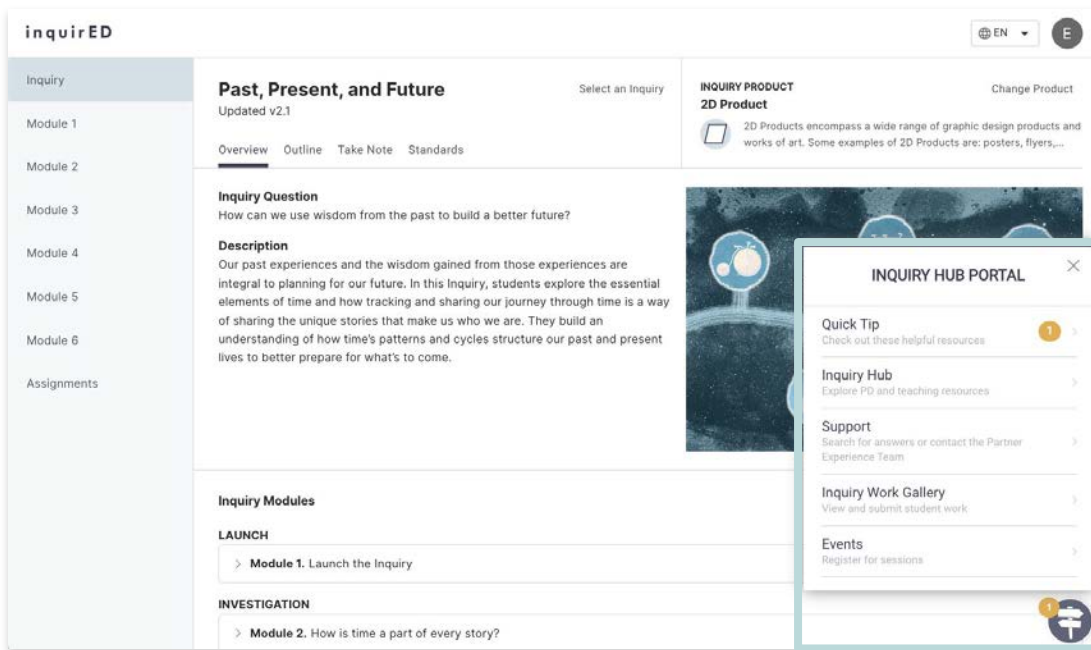 inquirED
EN
E
Inquiry
Module 1
Module 2
Module 3
Module 4
Module 5
Module 6
Assignments
Past, Present, and Future
Select an Inquiry
Updated v2.1
Overview Outline Take Note Standards
INQUIRY PRODUCT
Change Product
2D Product
2D Products encompass a wide range of graphic design products and
works of art. Some examples of 2D Products are: posters, flyers,...
Inquiry Question
How can we use wisdom from the past to build a better future?
Description
Our past experiences and the wisdom gained from those experiences are
integral to planning for our future. In this Inquiry, students explore the essential
elements of time and how tracking and sharing our journey through time is a way
of sharing the unique stories that make us who we are. They build an
understanding of how time's patterns and cycles structure our past and present
lives to better prepare for what's to come.
Inquiry Modules
LAUNCH
Module 1. Launch the Inquiry
INVESTIGATION
Module 2. How is time a part of every story?
INQUIRY HUB PORTAL
Quick Tip
Check out these helpful resources
1
Inquiry Hub
Explore PD and teaching resources
Support
Search for answers or contact the Partner
Experience Team
Inquiry Work Gallery
View and submit student work
Events
Register for sessions
1